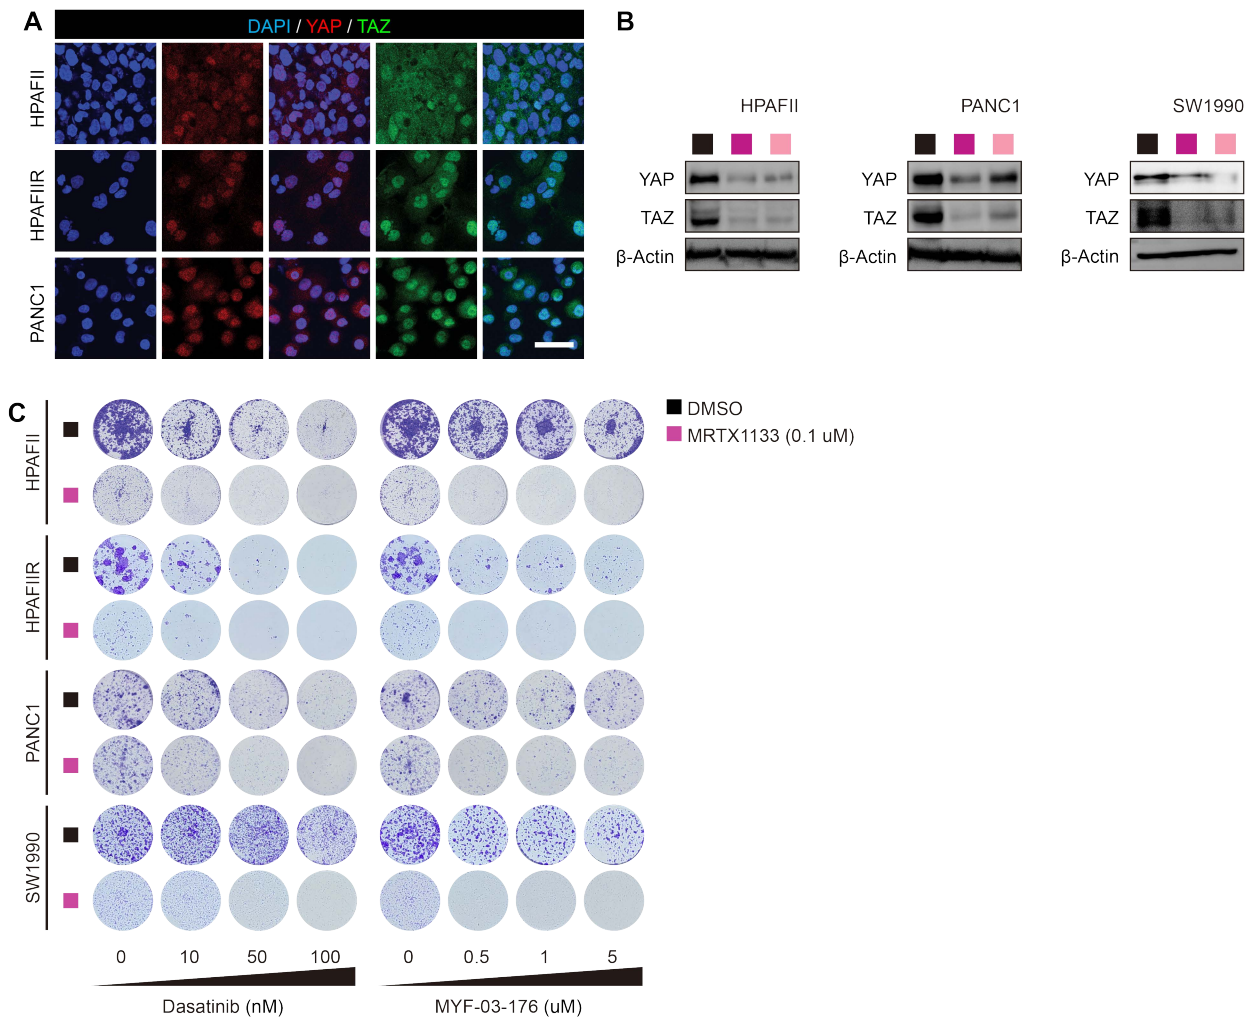 A
DAPI / YAP / TAZ
HPAFII
HPAFIIR
PANC1
B
HPAFII
YAP
TAZ
β-Actin
PANC1
YAP
TAZ
β-Actin
SW1990
YAP
TAZ
β-Actin
C
DMSO
MRTX1133 (0.1 uM)
HPAFII
HPAFIIR
PANC1
SW1990
0 10 50 100
Dasatinib (nM)
0 0.5 1 5
MYF-03-176 (uM)